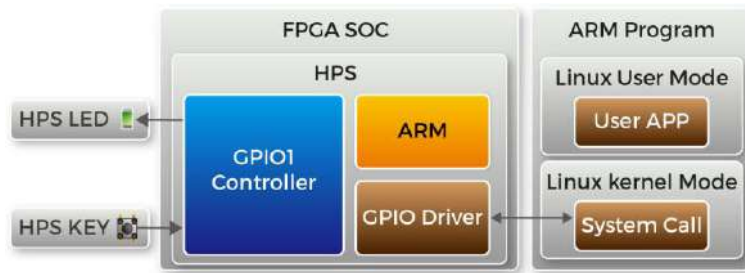 FPGA SOC
HPS
HPS LED
HPS KEY
GPIO1
Controller
ARM
GPIO Driver
ARM Program
Linux User Mode
User APP
Linux kernel Mode
System Call